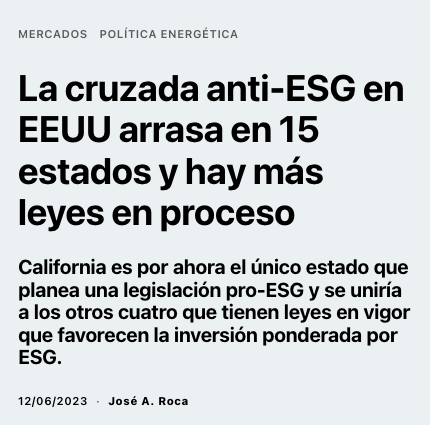 MERCADOS POLÍTICA ENERGÉTICA
La cruzada anti-ESG en
EEUU arrasa en 15
estados y hay más
leyes en proceso
California es por ahora el único estado que
planea una legislación pro-ESG y se uniría
a los otros cuatro que tienen leyes en vigor
que favorecen la inversión ponderada por
ESG.
12/06/2023 · José A. Roca